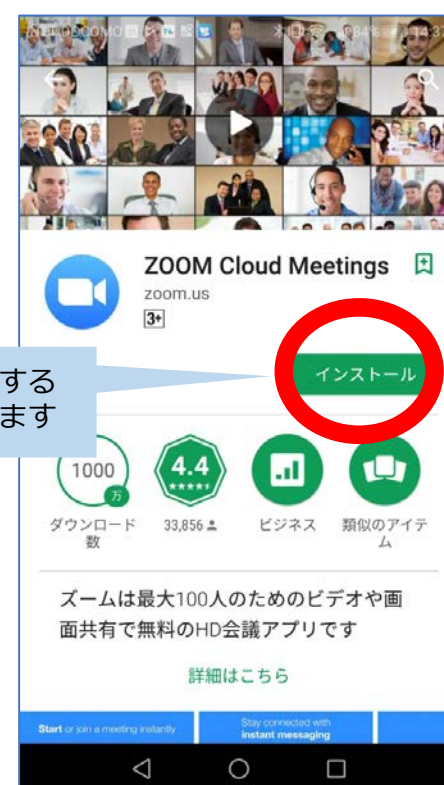 DOCOMO
84%
14:37
ZOOM Cloud Meetings
zoom.us
3+
インストール
する
ます
1000
万
4.4
ダウンロード
数
33,856
ビジネス
類似のアイテ
ム
ズームは最大100人のためのビデオや画
面共有で無料のHD会議アプリです
詳細はこちら
Start or join a meeting instantly
Stay connected with
instant messaging